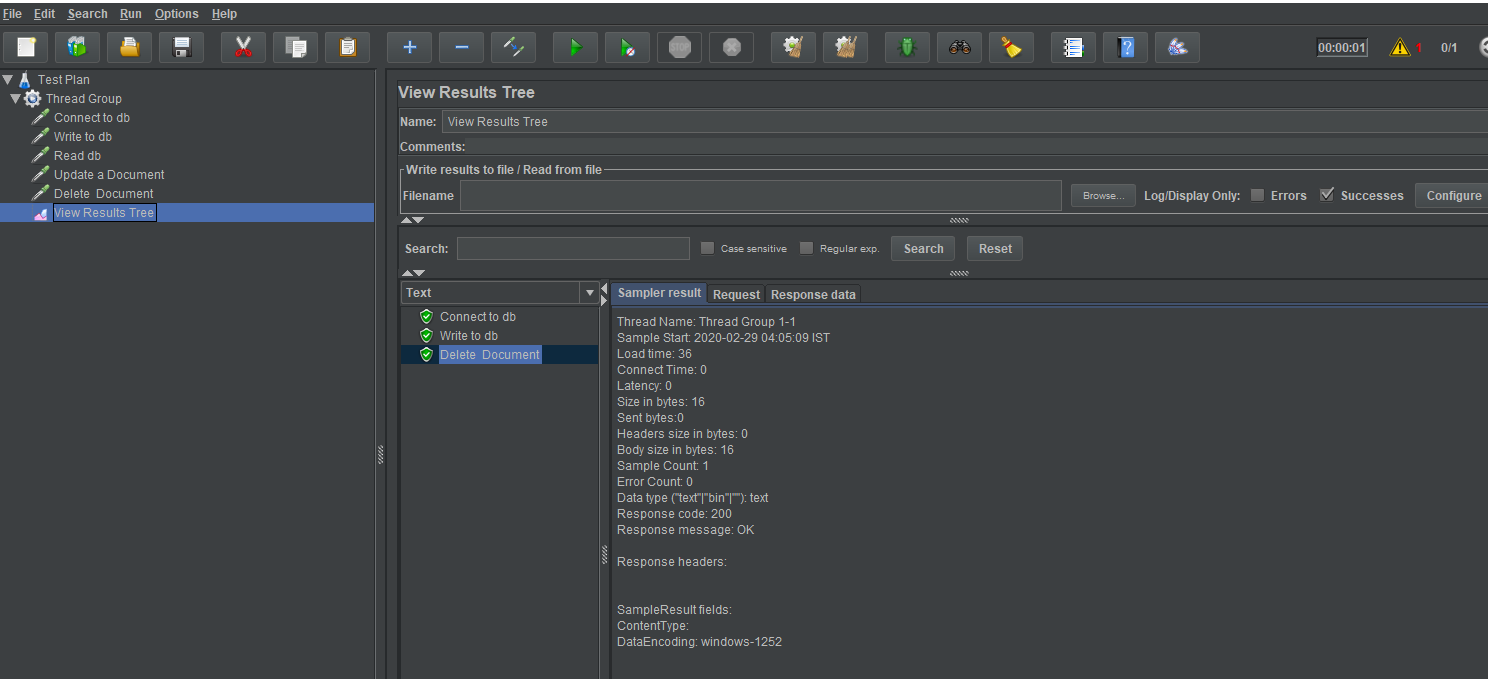 File Edit Search Run Options Help
STOP
00:00:01 1 0/1
Test Plan
Thread Group
Connect to db
Write to db
Read db
Update a Document
Delete Document
View Results Tree
View Results Tree
Name: View Results Tree
Comments:
Write results to file / Read from file
Filename Browse... Log/Display Only: Errors Successes Configure
Search: Case sensitive Regular exp. Search Reset
Text
Connect to db
Write to db
Delete Document
Sampler result Request Response data
Thread Name: Thread Group 1-1
Sample Start: 2020-02-29 04:05:09 IST
Load time: 36
Connect Time: 0
Latency: 0
Size in bytes: 16
Sent bytes:0
Headers size in bytes: 0
Body size in bytes: 16
Sample Count: 1
Error Count: 0
Data type ("text"|"bin"|""): text
Response code: 200
Response message: OK
Response headers:
SampleResult fields:
ContentType:
DataEncoding: windows-1252